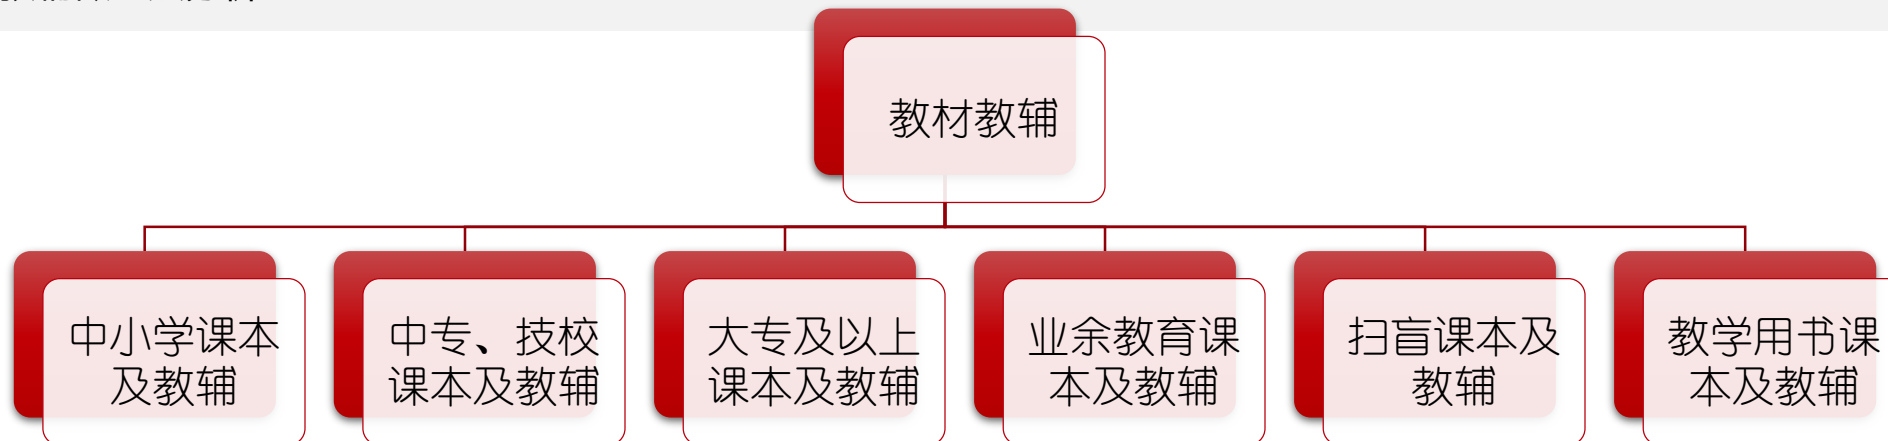 教材教辅
中小学课本
及教辅
中专、技校
课本及教辅
大专及以上
课本及教辅
业余教育课
本及教辅
扫盲课本及
教辅
教学用书课
本及教辅